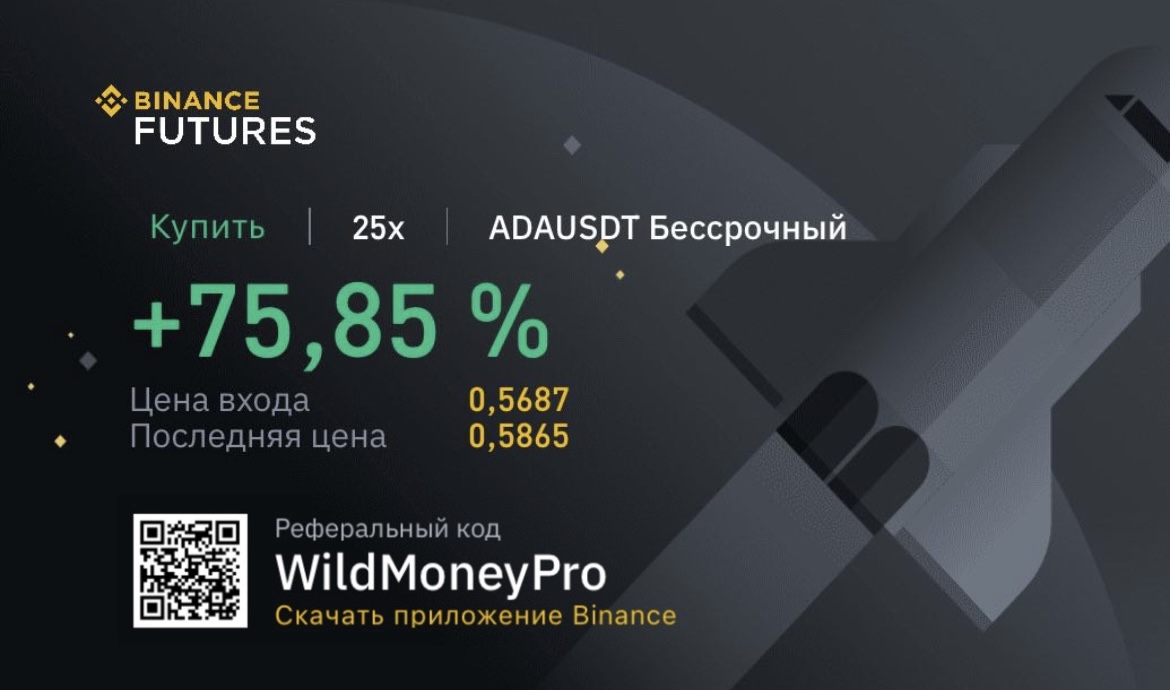 BINANCE
FUTURES
Купить | 25x | ADAUSDT Бессрочный
+75,85 %
Цена входа 0,5687
Последняя цена 0,5865
Реферальный код
WildMoneyPro
Скачать приложение Binance